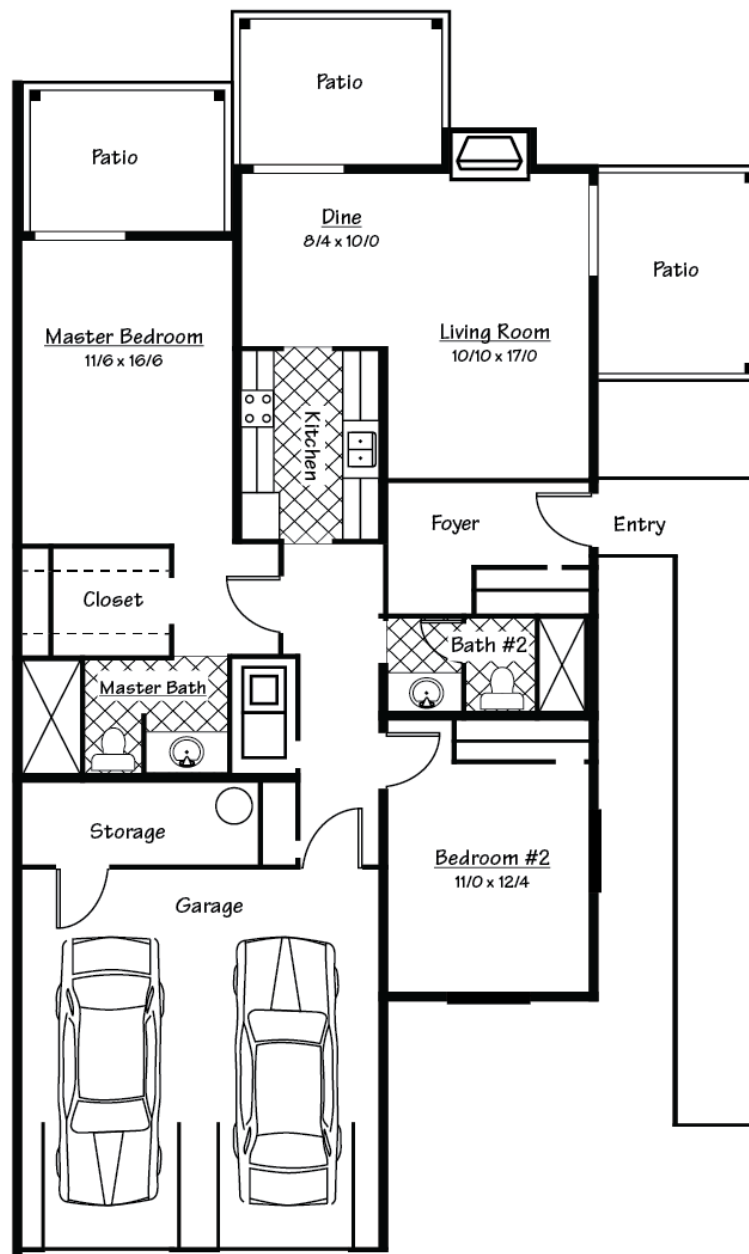 Patio
Patio
Dine
8/4 x 10/0
Patio
Master Bedroom
11/6 x 16/6
Living Room
10/10 x 17/0
Kitchen
Foyer
Entry
Closet
Bath #2
Master Bath
Storage
Bedroom #2
11/0 x 12/4
Garage